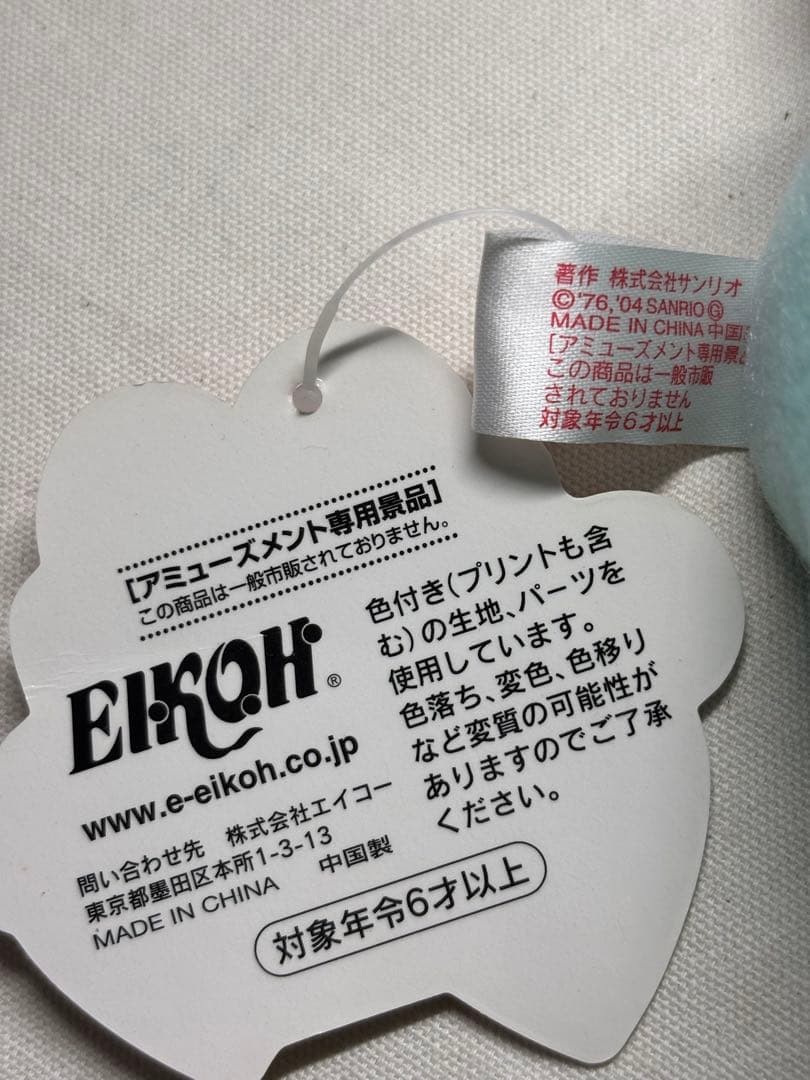 著作 株式会社サンリオ
©'76,'04 SANRIO Ⓖ
MADE IN CHINA 中国
[アミューズメント専用景
この商品は一般市販
されておりません
対象年令6才以上
[アミューズメント専用景品]
この商品は一般市販されておりません。
EIKOH®
www.e-eikoh.co.jp
問い合わせ先 株式会社エイコー
東京都墨田区本所1-3-13
MADE IN CHINA 中国製
色付き(プリントも含
む)の生地、パーツを
使用しています。
色落ち、変色、色移り
など変質の可能性が
ありますのでご了承
ください。
対象年令6才以上